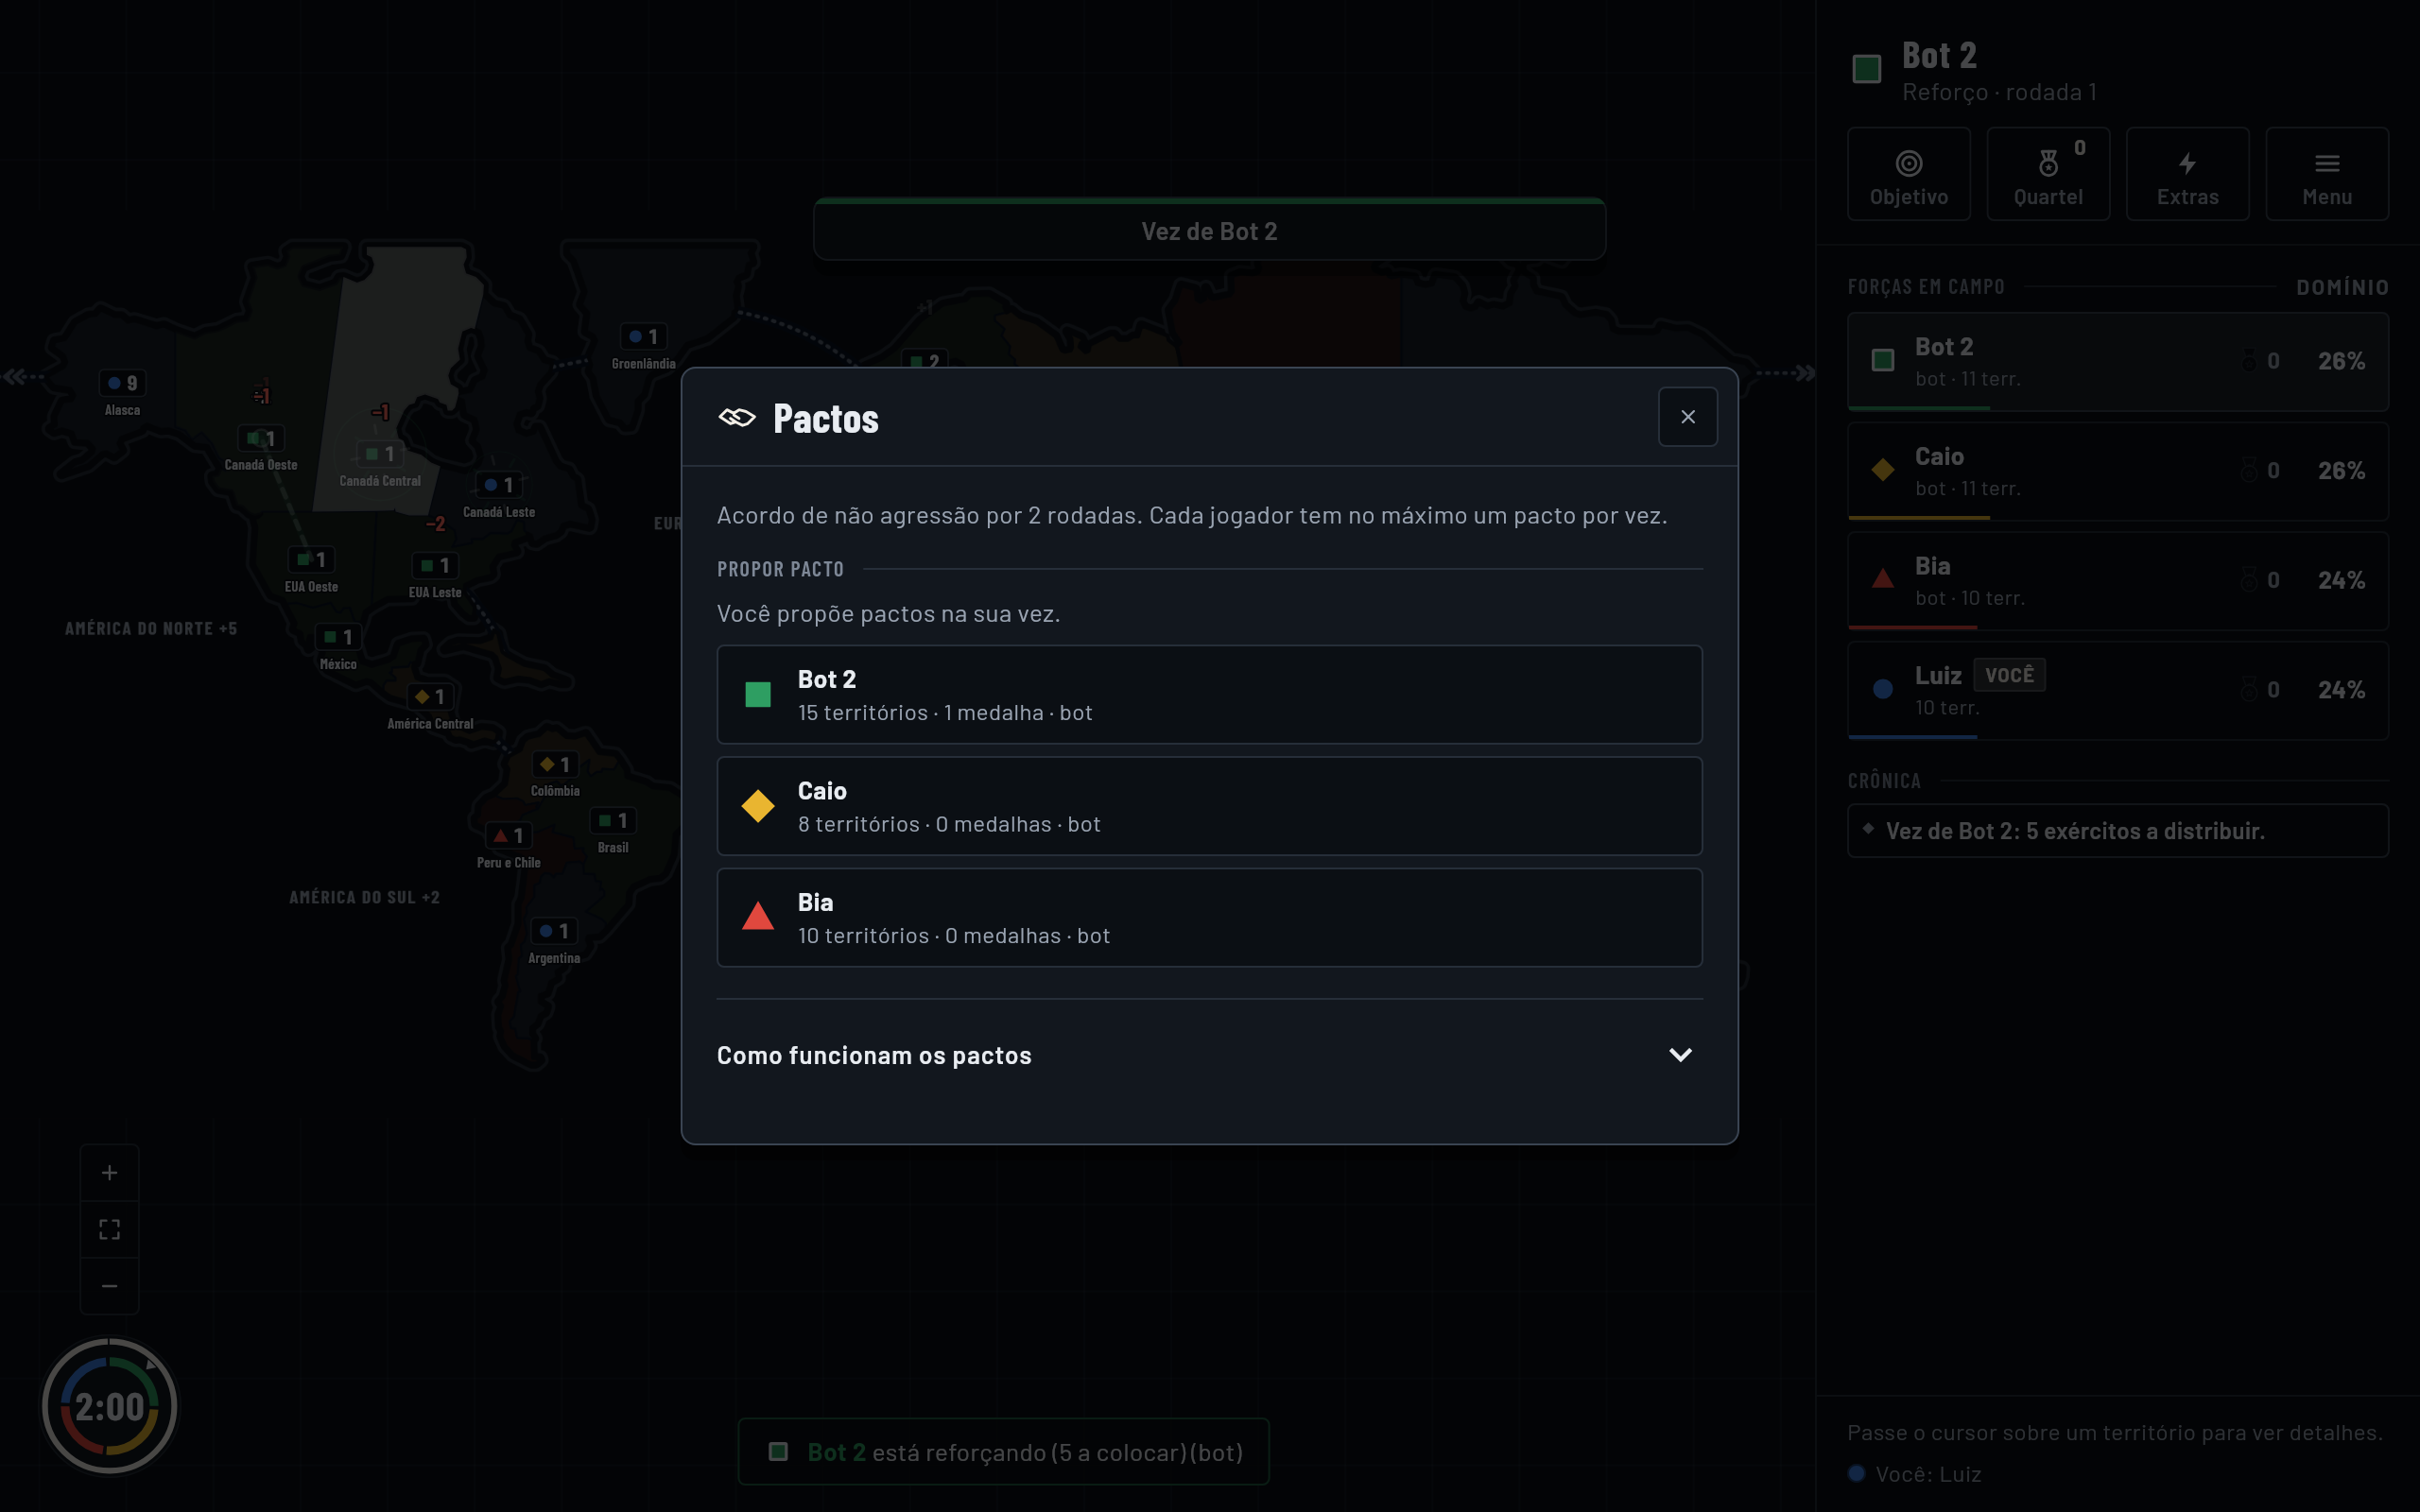 Bot 2
Reforço · rodada 1
Objetivo
0
Quartel
Extras
Menu
Vez de Bot 2
FORÇAS EM CAMPO
DOMÍNIO
Bot 2
bot · 11 terr.
0
26%
Caio
bot · 11 terr.
0
26%
Bia
bot · 10 terr.
0
24%
Luiz VOCÊ
10 terr.
0
24%
CRÔNICA
Vez de Bot 2: 5 exércitos a distribuir.
+1
2
1
Groenlândia
9
Alasca
-1
1
Canadá Oeste
-1
1
Canadá Central
1
Canadá Leste
-2
1
EUA Oeste
1
EUA Leste
AMÉRICA DO NORTE +5
1
México
1
América Central
1
Colômbia
1
Brasil
1
Peru e Chile
AMÉRICA DO SUL +2
1
Argentina
EUR
Pactos
Acordo de não agressão por 2 rodadas. Cada jogador tem no máximo um pacto por vez.
PROPOR PACTO
Você propõe pactos na sua vez.
Bot 2
15 territórios · 1 medalha · bot
Caio
8 territórios · 0 medalhas · bot
Bia
10 territórios · 0 medalhas · bot
Como funcionam os pactos
2:00
Bot 2 está reforçando (5 a colocar) (bot)
Passe o cursor sobre um território para ver detalhes.
Você: Luiz